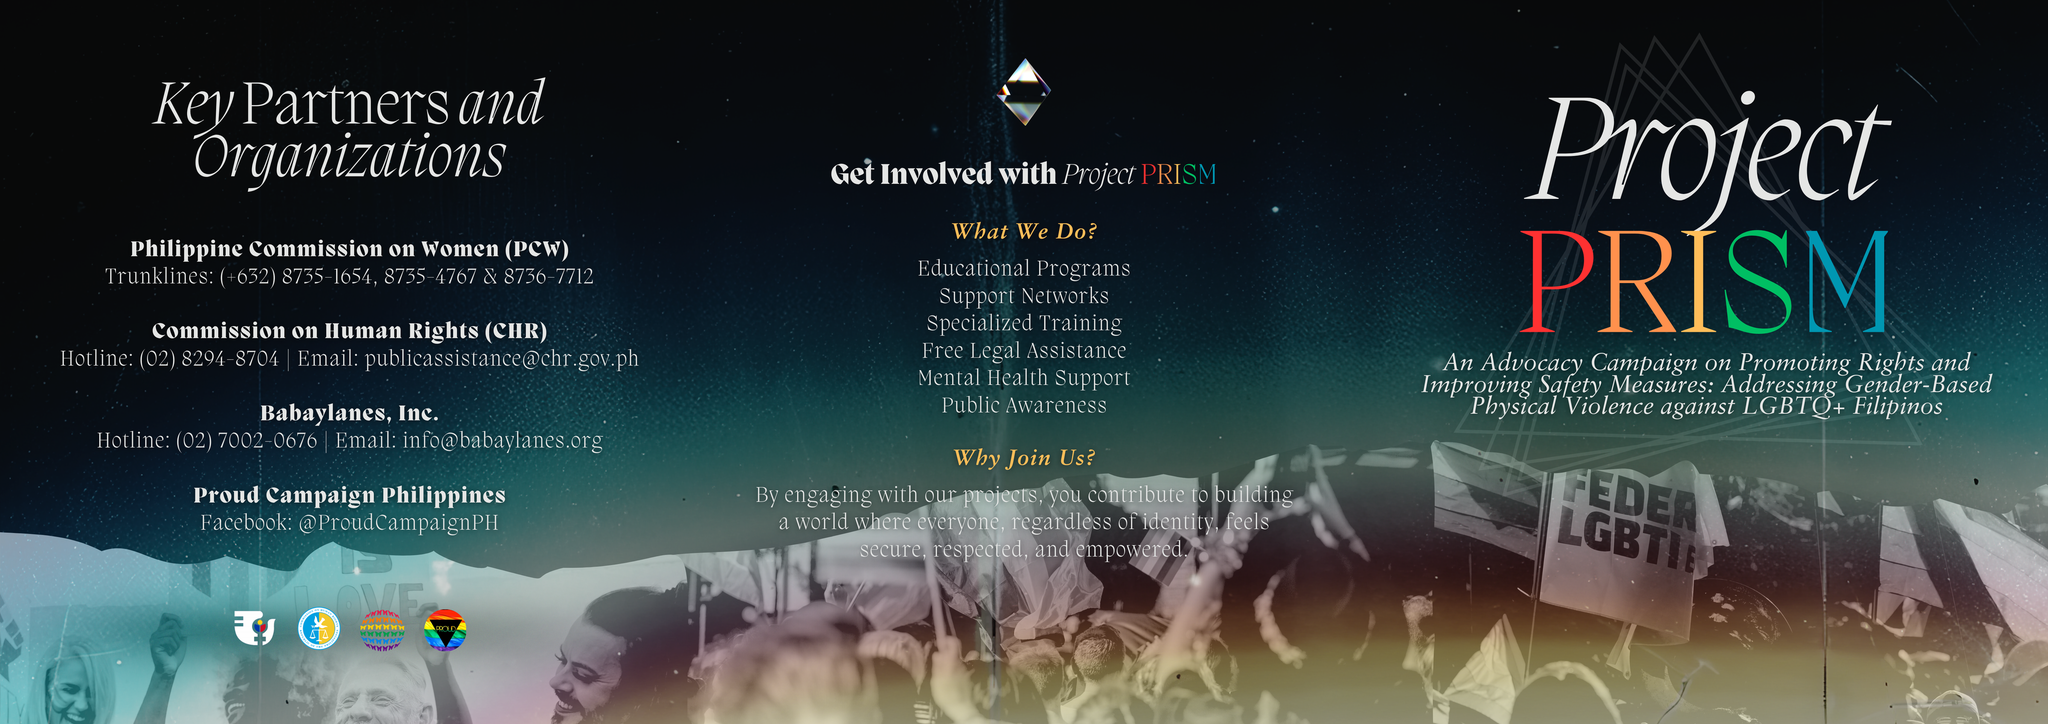 Key Partners and
Organizations
Philippine Commission on Women (PCW)
Trunklines: (+632) 8735-1654, 8735-4767 & 8736-7712
Commission on Human Rights (CHR)
Hotline: (02) 8294-8704 | Email: publicassistance@chr.gov.ph
Babaylanes, Inc.
Hotline: (02) 7002-0676 | Email: info@babaylanes.org
Proud Campaign Philippines
Facebook: @ProudCampaignPH
IS
LOVE
PROUD
Get Involved with Project PRISM
What We Do?
Educational Programs
Support Networks
Specialized Training
Free Legal Assistance
Mental Health Support
Public Awareness
Why Join Us?
By engaging with our projects, you contribute to building
a world where everyone, regardless of identity, feels
secure, respected, and empowered.
Project
PRISM
An Advocacy Campaign on Promoting Rights and
Improving Safety Measures: Addressing Gender-Based
Physical Violence against LGBTQ+ Filipinos
FEDER
LGBTI